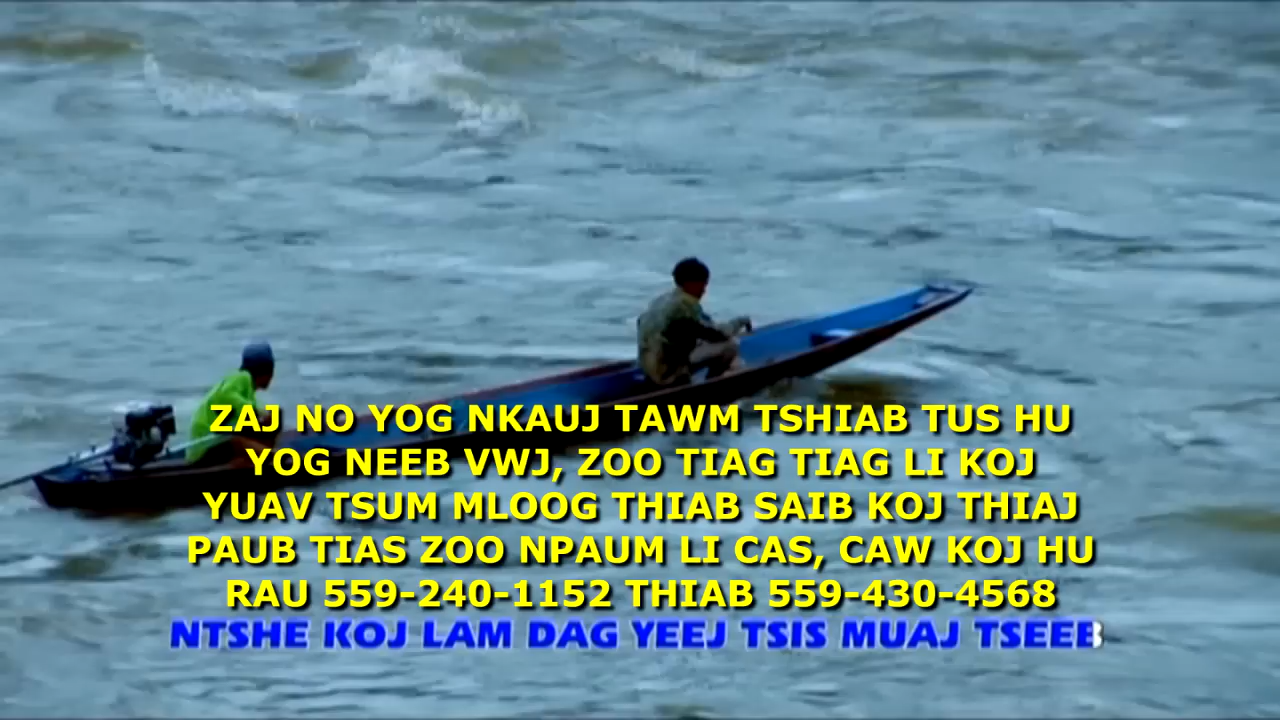 ZAJ NO YOG NKAUJ TAWM TSHIAB TUS HU
YOG NEEB VWJ, ZOO TIAG TIAG LI KOJ
YUAV TSUM MLOOG THIAB SAIB KOJ THIAJ
PAUB TIAS ZOO NPAUM LI CAS, CAW KOJ HU
RAU 559-240-1152 THIAB 559-430-4568
NTSHE KOJ LAM DAG YEEJ TSIS MUAJ TSEEB